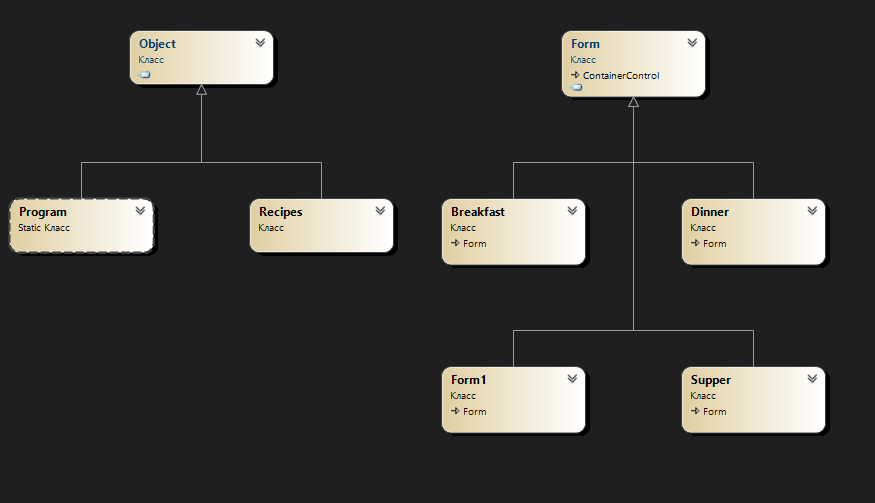 Object
Класс
Form
Класс
ContainerControl
Program
Static Класс
Recipes
Класс
Breakfast
Класс
Form
Dinner
Класс
Form
Form1
Класс
Form
Supper
Класс
Form